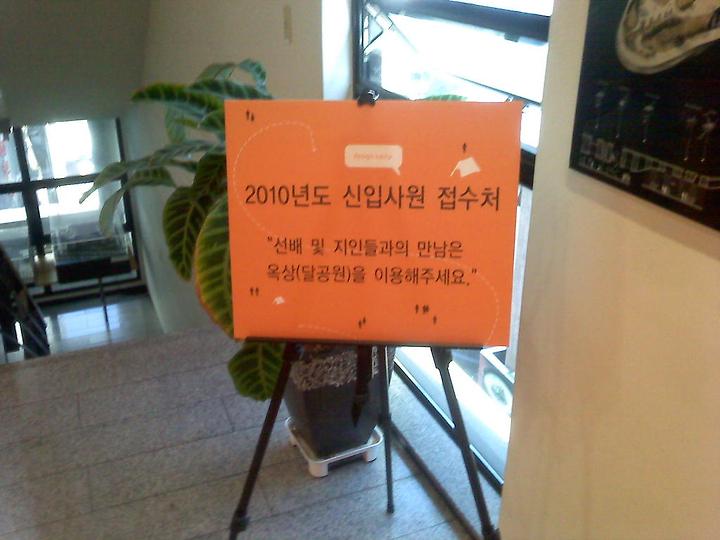 2010년도 신입사원 접수처
"선배 및 지인들과의 만남은
옥상(달공원)을 이용해주세요."